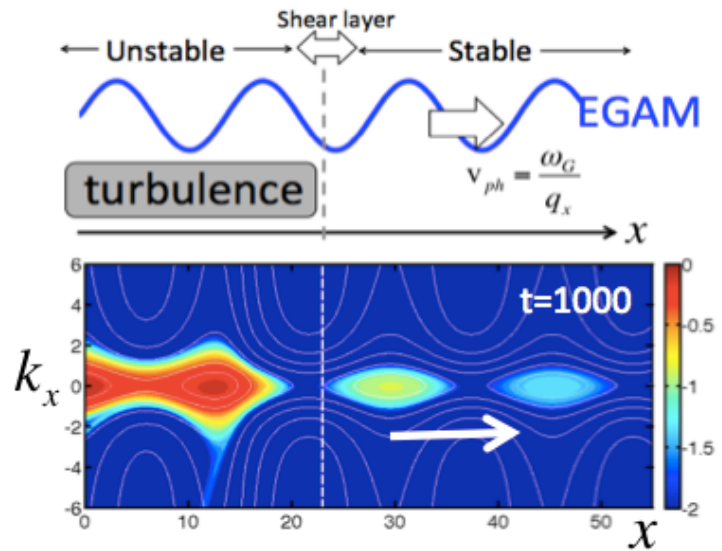 Shear layer
Unstable
Stable
EGAM
turbulence
v_ph = ω_G / q_x
x
t=1000
k_x
6
4
2
0
-2
-4
-6
0
10
20
30
40
50
x
0
-0.5
-1
-1.5
-2